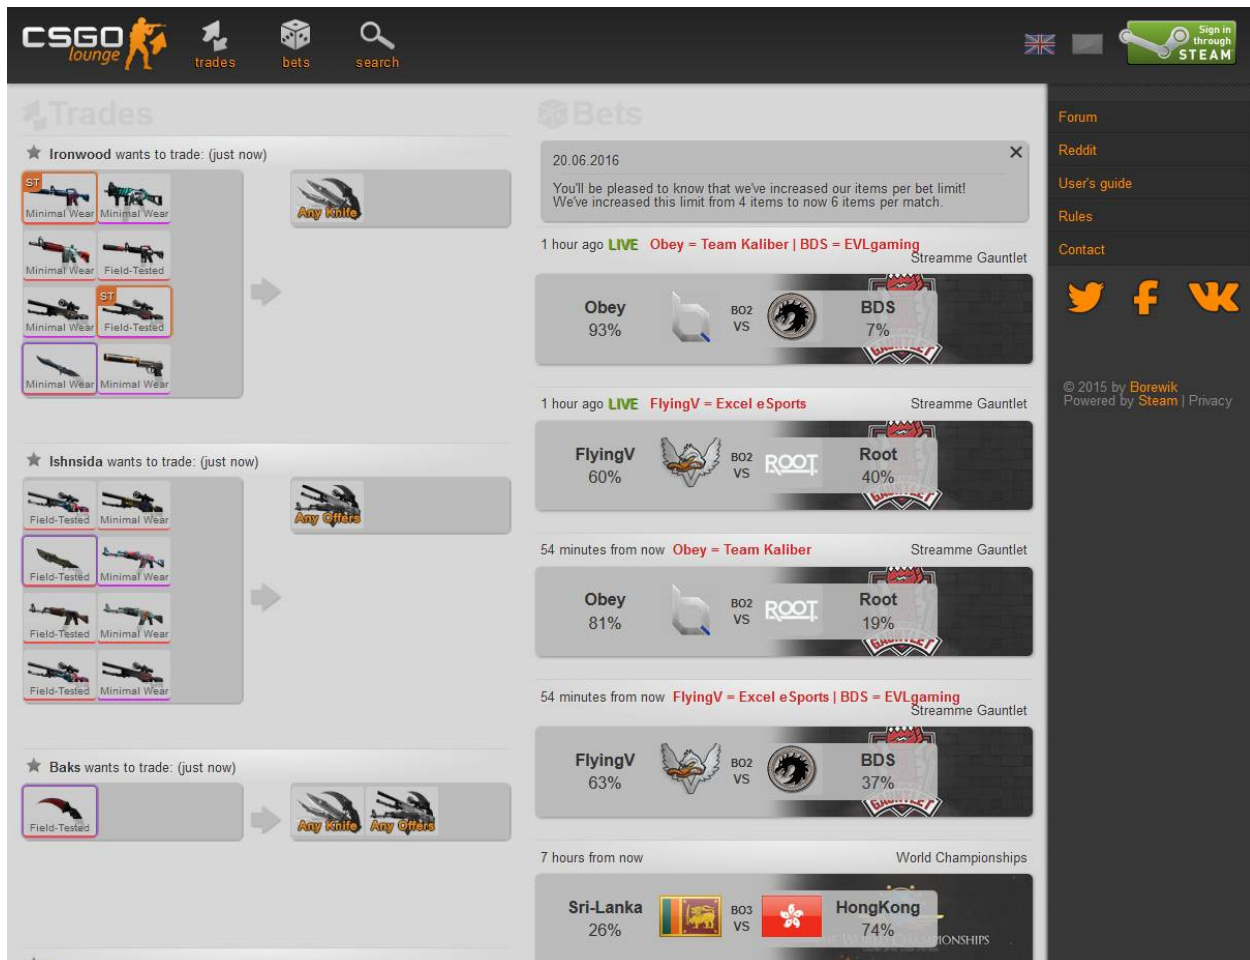 CSGO
lounge
trades
bets
search
Sign in
through
STEAM
Trades
Ironwood wants to trade: (just now)
ST
Minimal Wear
Minimal Wear
Any Knife
Minimal Wear
Field-Tested
ST
Minimal Wear
Field-Tested
Minimal Wear
Minimal Wear
Ishnsida wants to trade: (just now)
Field-Tested
Minimal Wear
Any Offers
Field-Tested
Minimal Wear
Field-Tested
Minimal Wear
Field-Tested
Minimal Wear
Baks wants to trade: (just now)
Field-Tested
Any Knife
Any Offers
Bets
20.06.2016
You'll be pleased to know that we've increased our items per bet limit!
We've increased this limit from 4 items to now 6 items per match.
1 hour ago LIVE Obey = Team Kaliber | BDS = EVLgaming
Streamme Gauntlet
Obey
93%
BO2
VS
BDS
7%
GAUNTLET
1 hour ago LIVE FlyingV = Excel eSports
Streamme Gauntlet
FlyingV
60%
BO2
VS
ROOT
Root
40%
GAUNTLET
54 minutes from now Obey = Team Kaliber
Streamme Gauntlet
Obey
81%
BO2
VS
ROOT
Root
19%
GAUNTLET
54 minutes from now FlyingV = Excel eSports | BDS = EVLgaming
Streamme Gauntlet
FlyingV
63%
BO2
VS
BDS
37%
GAUNTLET
7 hours from now
World Championships
Sri-Lanka
26%
BO3
VS
HongKong
74%
THE WORLD CHAMPIONSHIPS
Forum
Reddit
User's guide
Rules
Contact
© 2015 by Borewik
Powered by Steam | Privacy